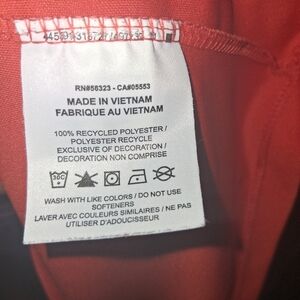 RN#56323 - CA#05553
MADE IN VIETNAM
FABRIQUE AU VIETNAM
100% RECYCLED POLYESTER /
POLYESTER RECYCLE
EXCLUSIVE OF DECORATION /
DECORATION NON COMPRISE
WASH WITH LIKE COLORS / DO NOT USE
SOFTENERS
LAVER AVEC COULEURS SIMILAIRES / NE PAS
UTILISER D'ADOUCISSEUR